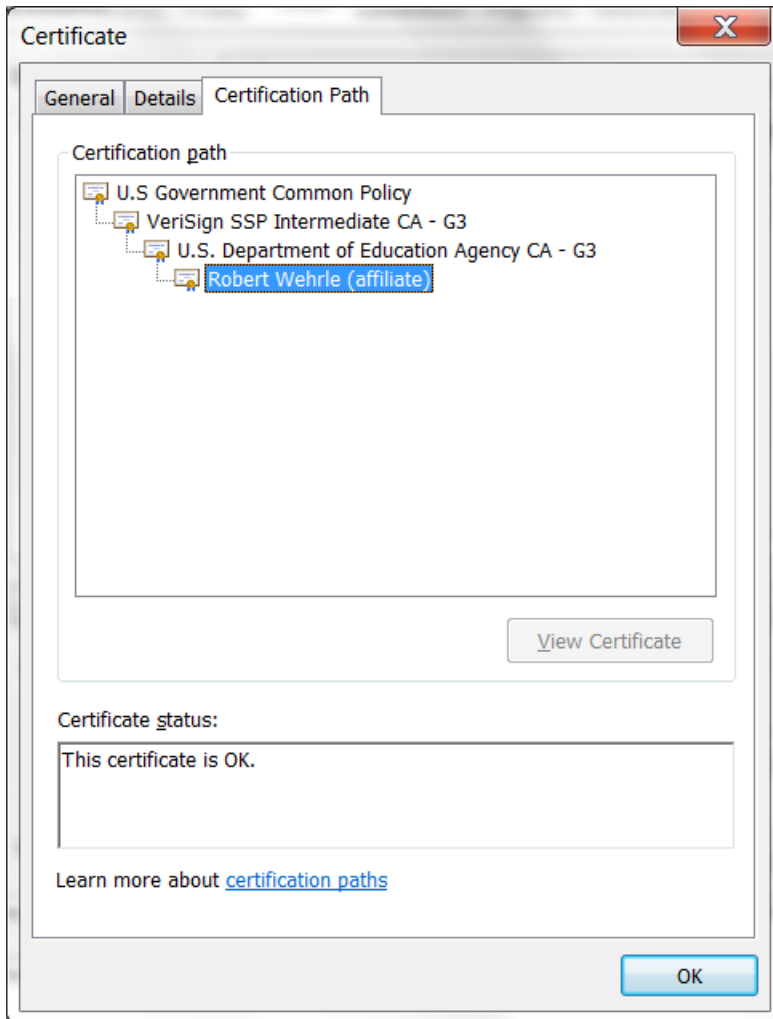 Certificate
General Details Certification Path
Certification path
U.S Government Common Policy
VeriSign SSP Intermediate CA - G3
U.S. Department of Education Agency CA - G3
Robert Wehrle (affiliate)
View Certificate
Certificate status:
This certificate is OK.
Learn more about certification paths
OK